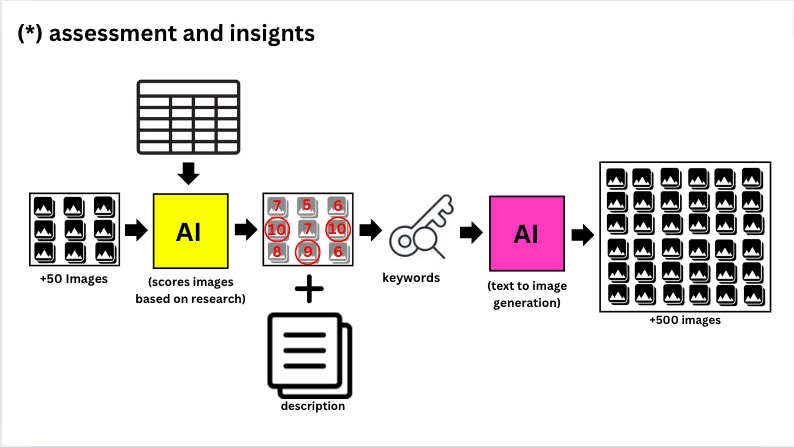 (*) assessment and insignts
AI
(scores images
based on research)
+50 Images
7 5 6
10 7 10
8 9 6
description
keywords
AI
(text to image
generation)
+500 images